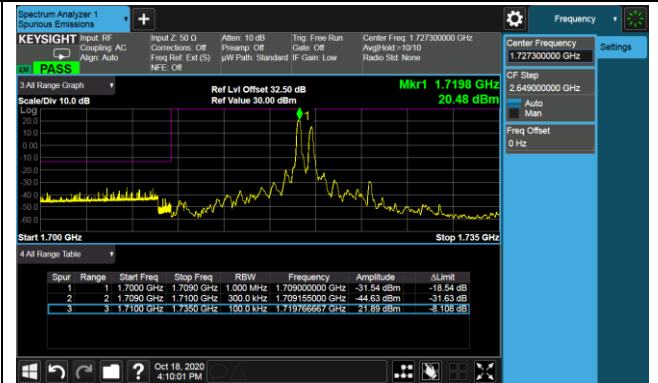 Spectrum Analyzer 1
Spurious Emissions
Frequency
KEYSIGHT
Input: RF
Coupling: AC
Align: Auto
Input Z: 50 Ω
Corrections: Off
Freq Ref: Ext (S)
NFE: Off
Atten: 10 dB
Preamp: Off
µW Path: Standard
Trig: Free Run
Gate: Off
IF Gain: Low
Center Freq: 1.727300000 GHz
Avg|Hold:>10/10
Radio Std: None
PASS
Center Frequency
1.727300000 GHz
Settings
CF Step
2.649000000 GHz
Auto
Man
Freq Offset
0 Hz
3 All Range Graph
Scale/Div 10.0 dB
Ref Lvl Offset 32.50 dB
Ref Value 30.00 dBm
Mkr1 1.7198 GHz
20.48 dBm
Log
20.0
10.0
0.00
-10.0
-20.0
-30.0
-40.0
-50.0
-60.0
1
Start 1.700 GHz
Stop 1.735 GHz
4 All Range Table
Spur Range Start Freq Stop Freq RBW Frequency Amplitude ΔLimit
1 1 1.7000 GHz 1.7090 GHz 1.000 MHz 1.709000000 GHz -31.54 dBm -18.54 dB
2 2 1.7090 GHz 1.7100 GHz 300.0 kHz 1.709155000 GHz -44.63 dBm -31.63 dB
3 3 1.7100 GHz 1.7350 GHz 100.0 kHz 1.719766667 GHz 21.89 dBm -8.108 dB
?
Oct 18, 2020
4:10:01 PM